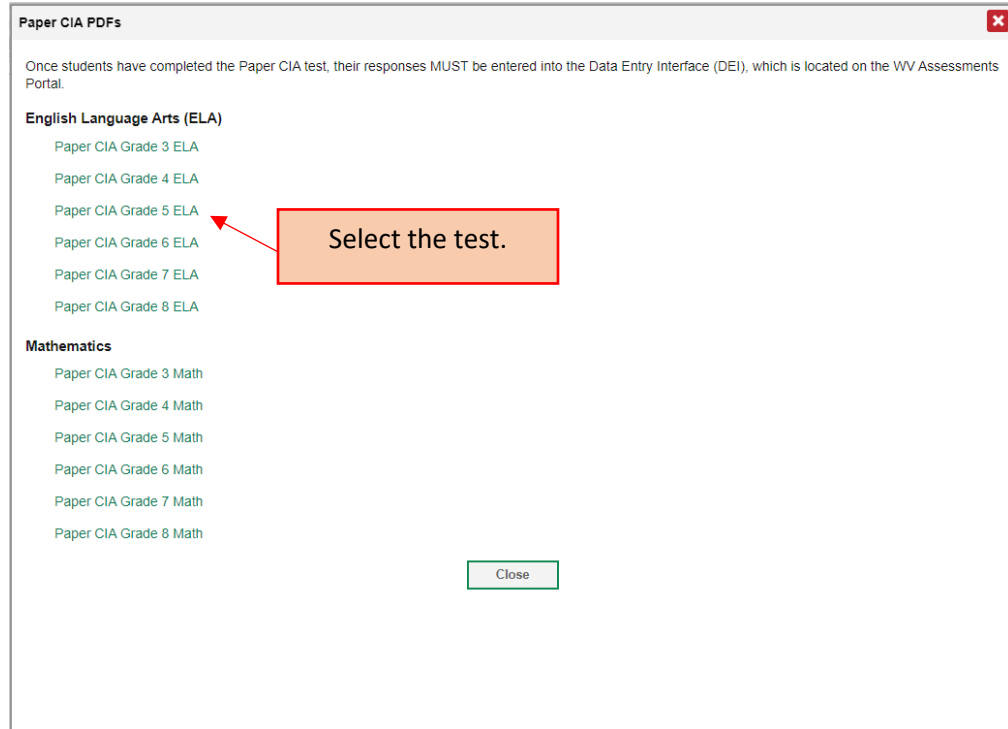 Paper CIA PDFs
Once students have completed the Paper CIA test, their responses MUST be entered into the Data Entry Interface (DEI), which is located on the WV Assessments
Portal.
English Language Arts (ELA)
Paper CIA Grade 3 ELA
Paper CIA Grade 4 ELA
Paper CIA Grade 5 ELA
Select the test.
Paper CIA Grade 6 ELA
Paper CIA Grade 7 ELA
Paper CIA Grade 8 ELA
Mathematics
Paper CIA Grade 3 Math
Paper CIA Grade 4 Math
Paper CIA Grade 5 Math
Paper CIA Grade 6 Math
Paper CIA Grade 7 Math
Paper CIA Grade 8 Math
Close